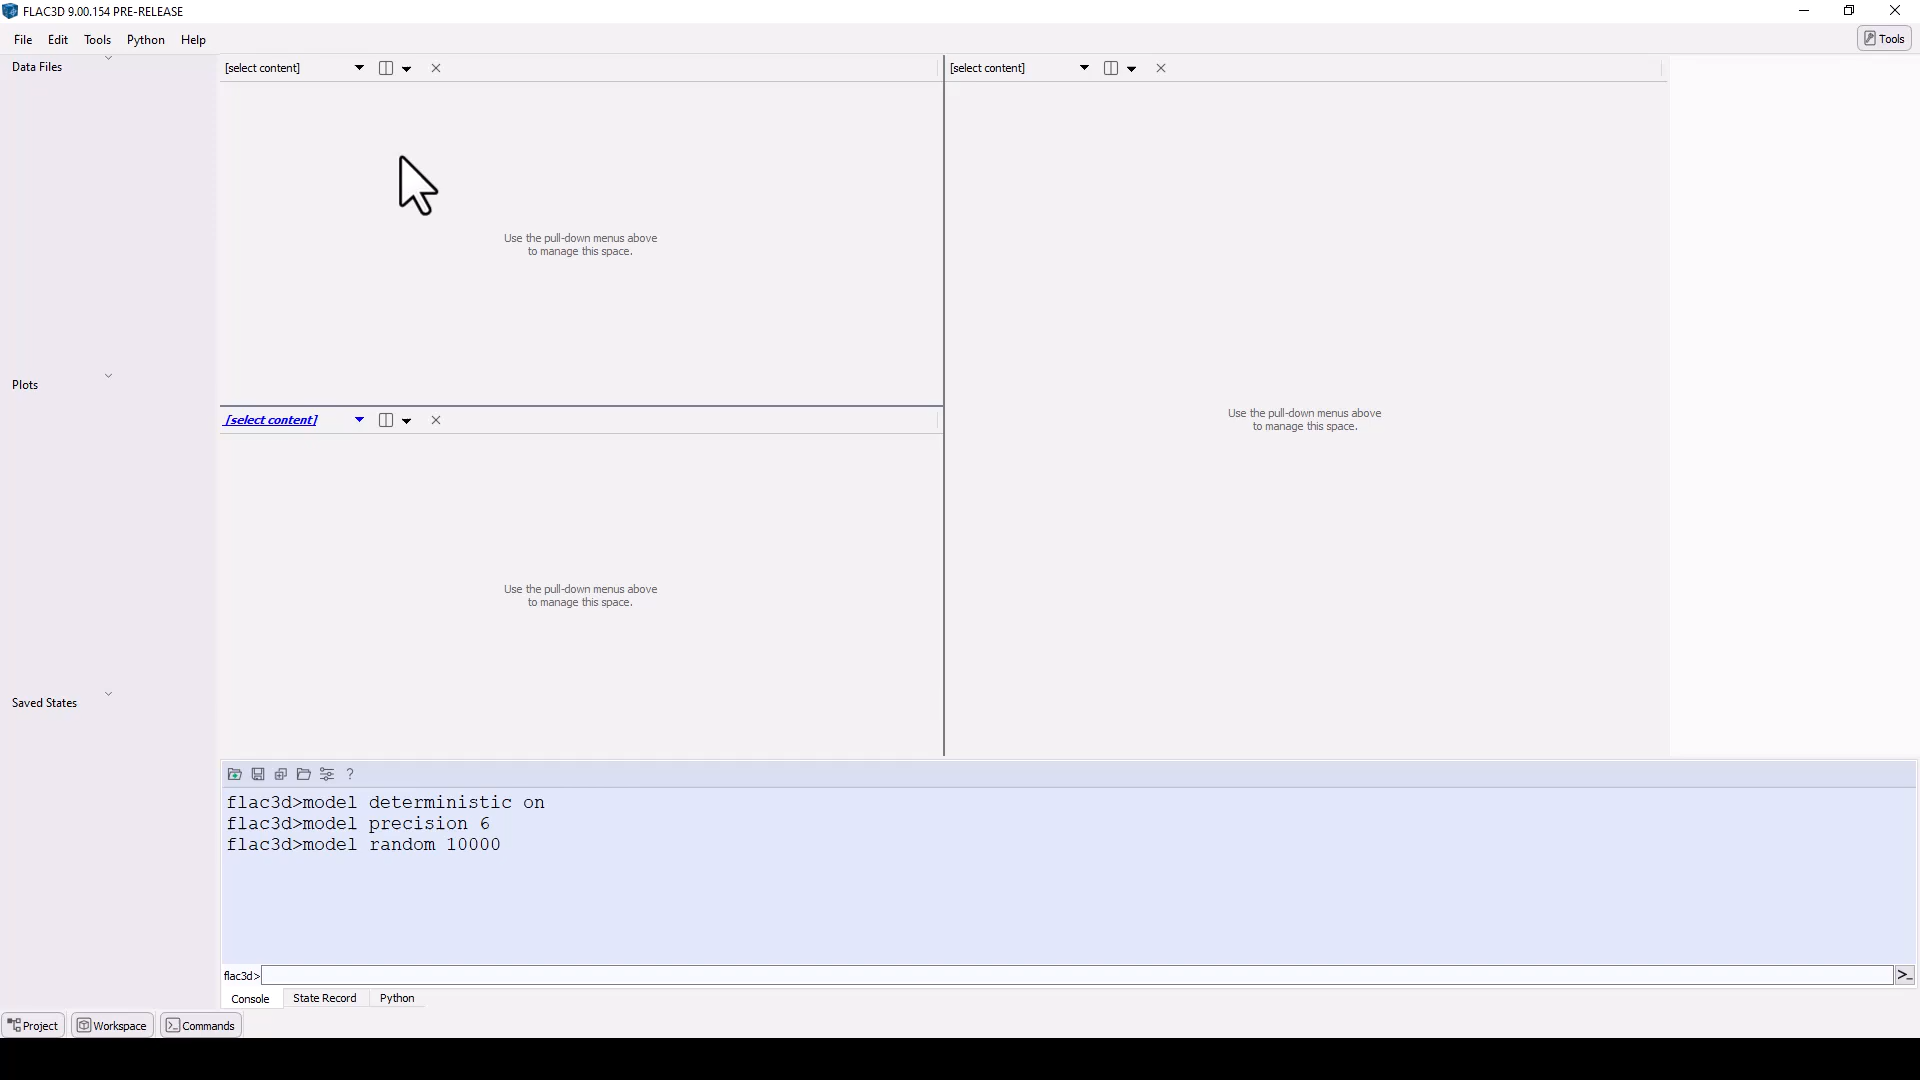 FLAC3D 9.00.154 PRE-RELEASE
File Edit Tools Python Help
Tools
Data Files
[select content]
[select content]
Use the pull-down menus above
to manage this space.
Plots
[select content]
Use the pull-down menus above
to manage this space.
Use the pull-down menus above
to manage this space.
Saved States
?
flac3d>model deterministic on
flac3d>model precision 6
flac3d>model random 10000
flac3d>
Console State Record Python
Project Workspace Commands